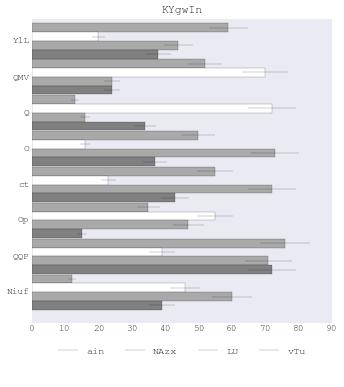 KYgwIn
YlL
QMV
Q
O
ct
Op
QQP
Niuf
0 10 20 30 40 50 60 70 80 90
ain NAzx LU vTu